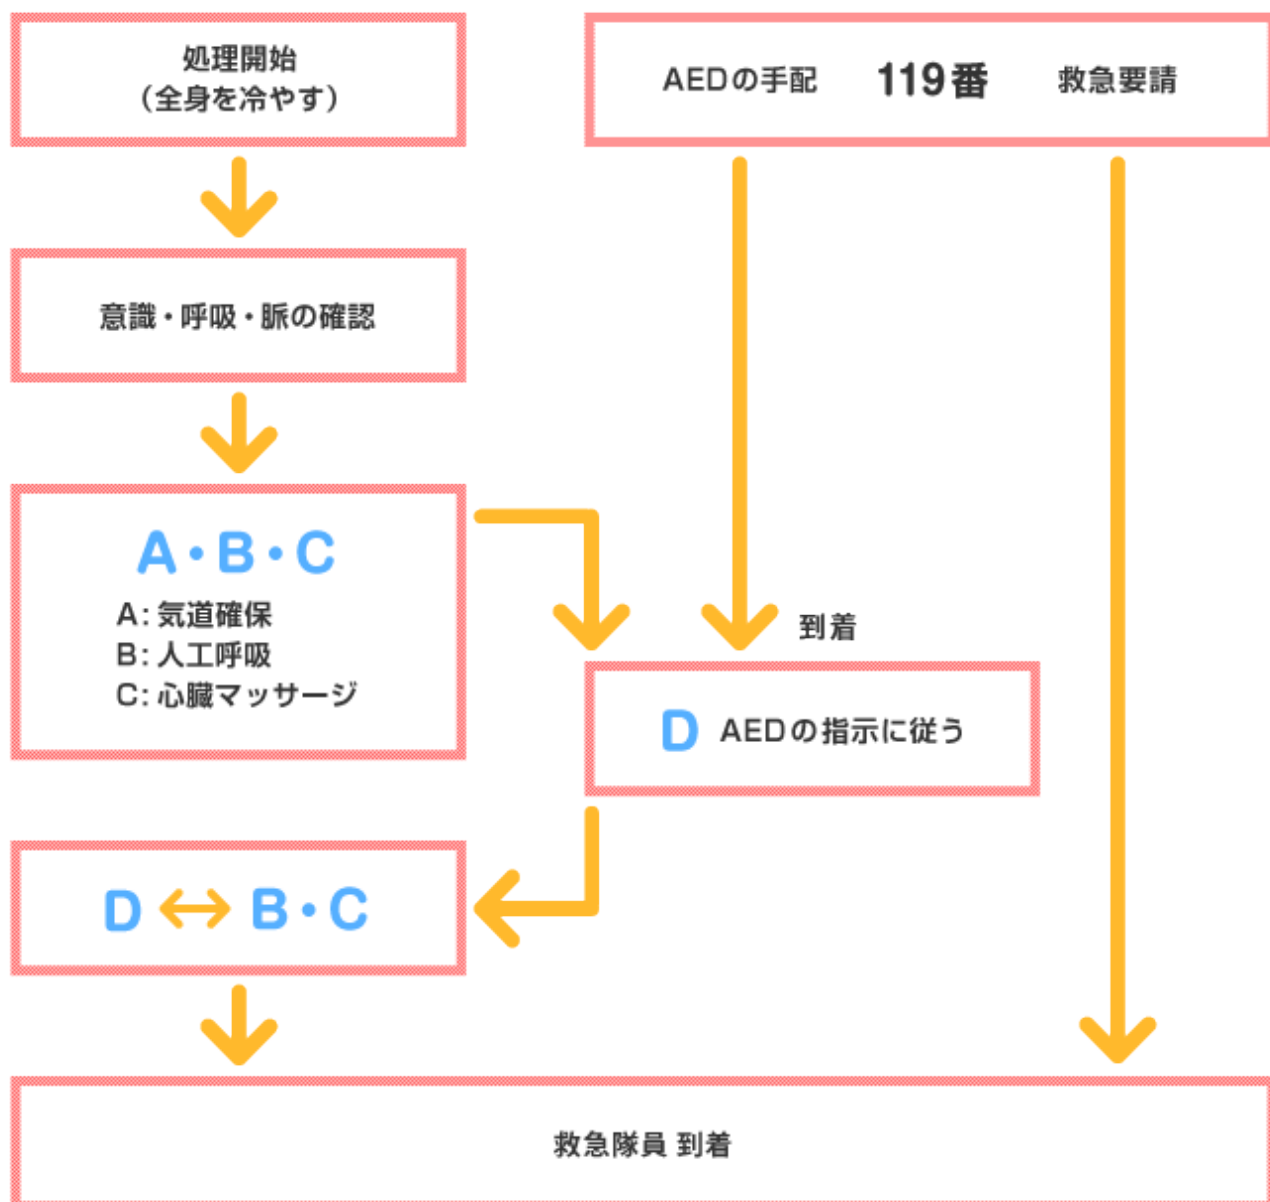 処理開始
（全身を冷やす）
AEDの手配 119番 救急要請
意識・呼吸・脈の確認
A・B・C
A: 気道確保
B: 人工呼吸
C: 心臓マッサージ
到着
D AEDの指示に従う
D ↔ B・C
救急隊員 到着